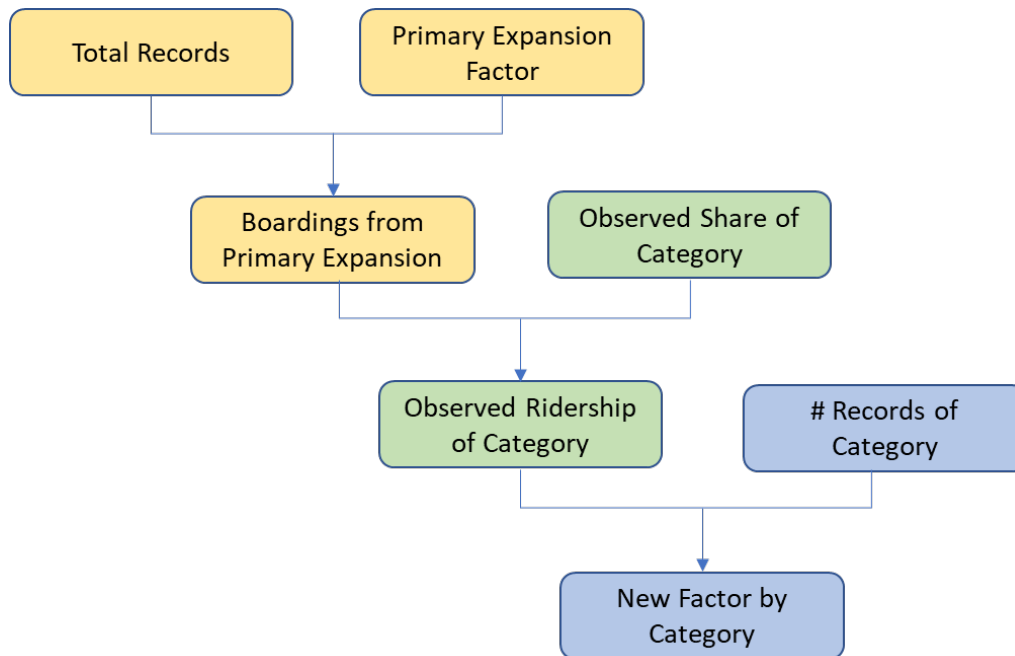 Total Records
Primary Expansion
Factor
Boardings from
Primary Expansion
Observed Share of
Category
Observed Ridership
of Category
# Records of
Category
New Factor by
Category